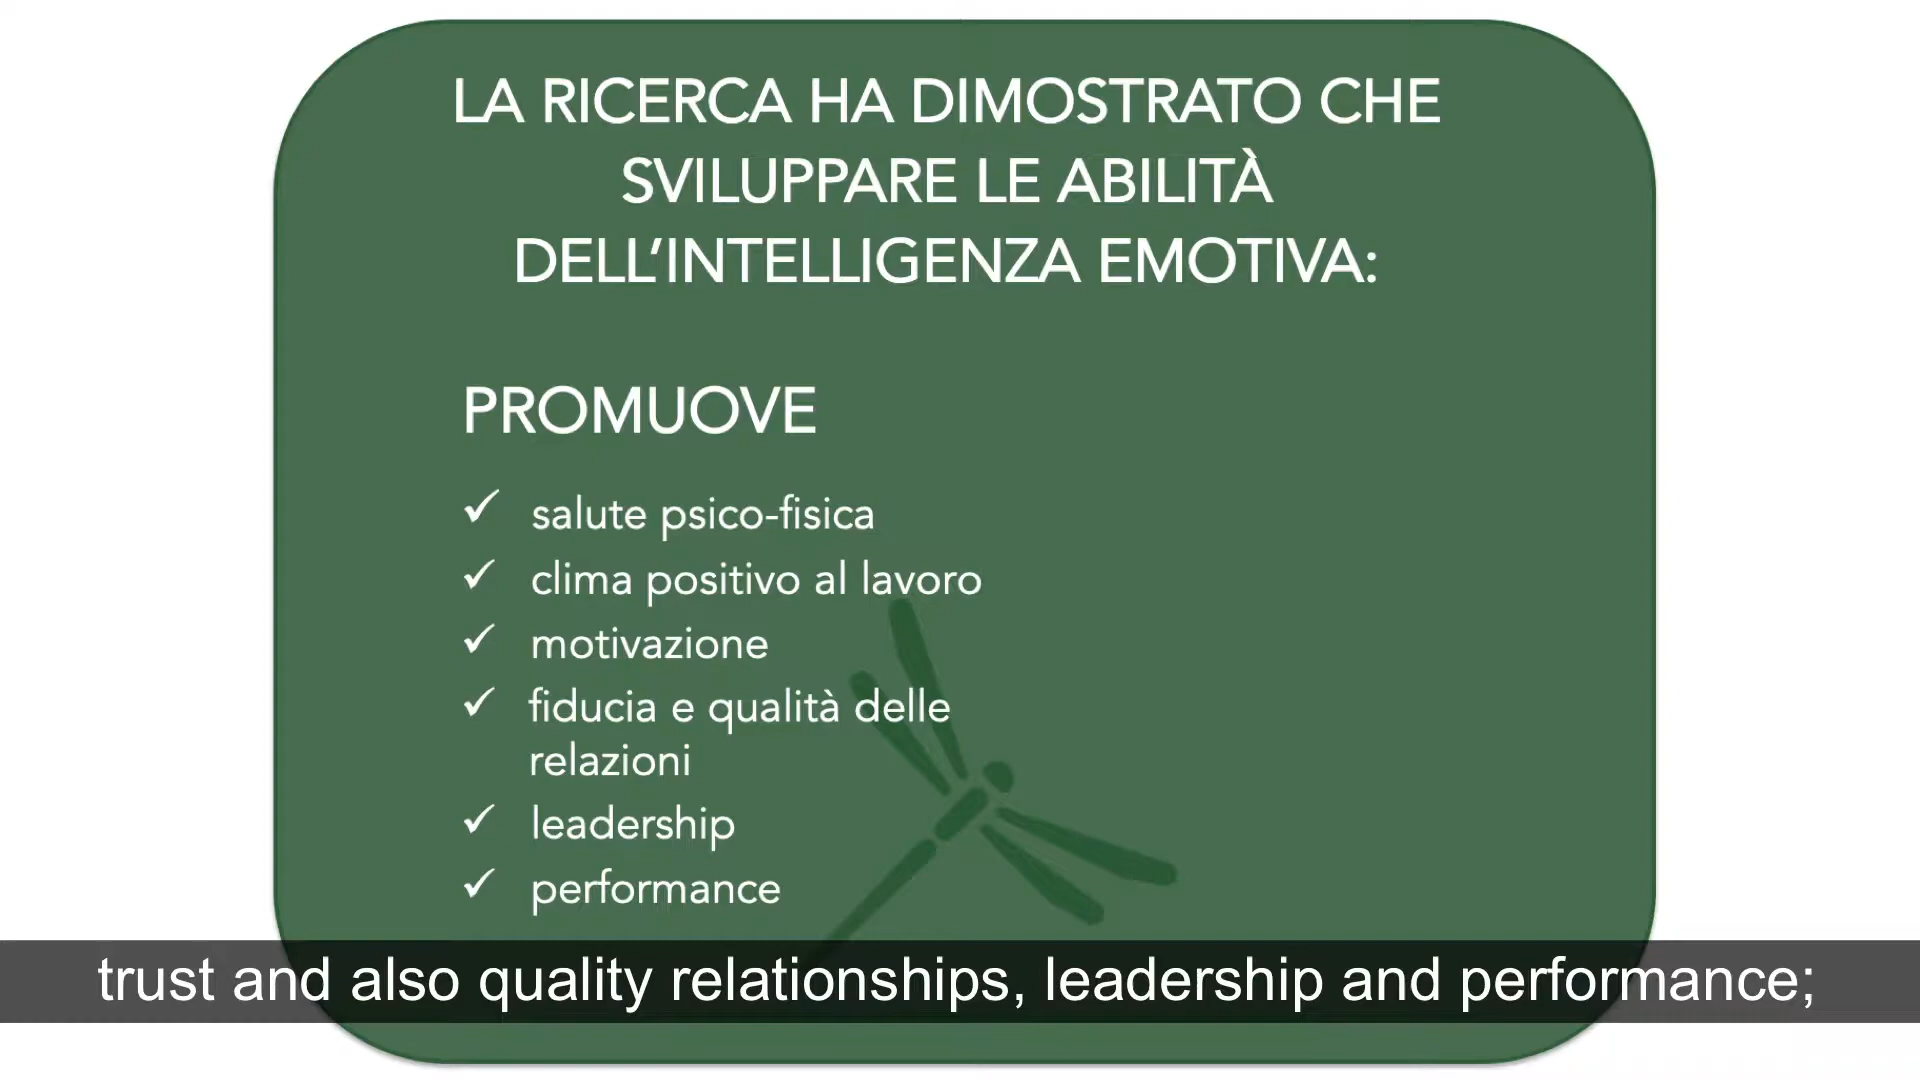 LA RICERCA HA DIMOSTRATO CHE
SVILUPPARE LE ABILITÀ
DELL’INTELLIGENZA EMOTIVA:
PROMUOVE
✓ salute psico-fisica
✓ clima positivo al lavoro
✓ motivazione
✓ fiducia e qualità delle
relazioni
✓ leadership
✓ performance
trust and also quality relationships, leadership and performance;